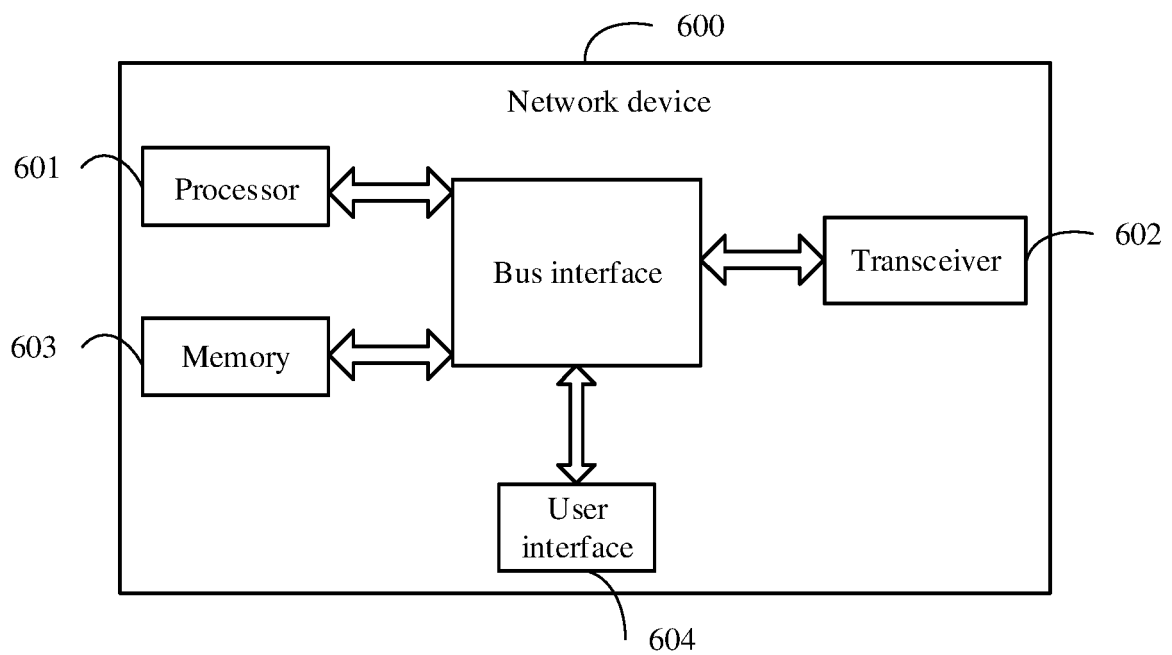 600
Network device
601
Processor
Bus interface
Transceiver
602
603
Memory
User
interface
604